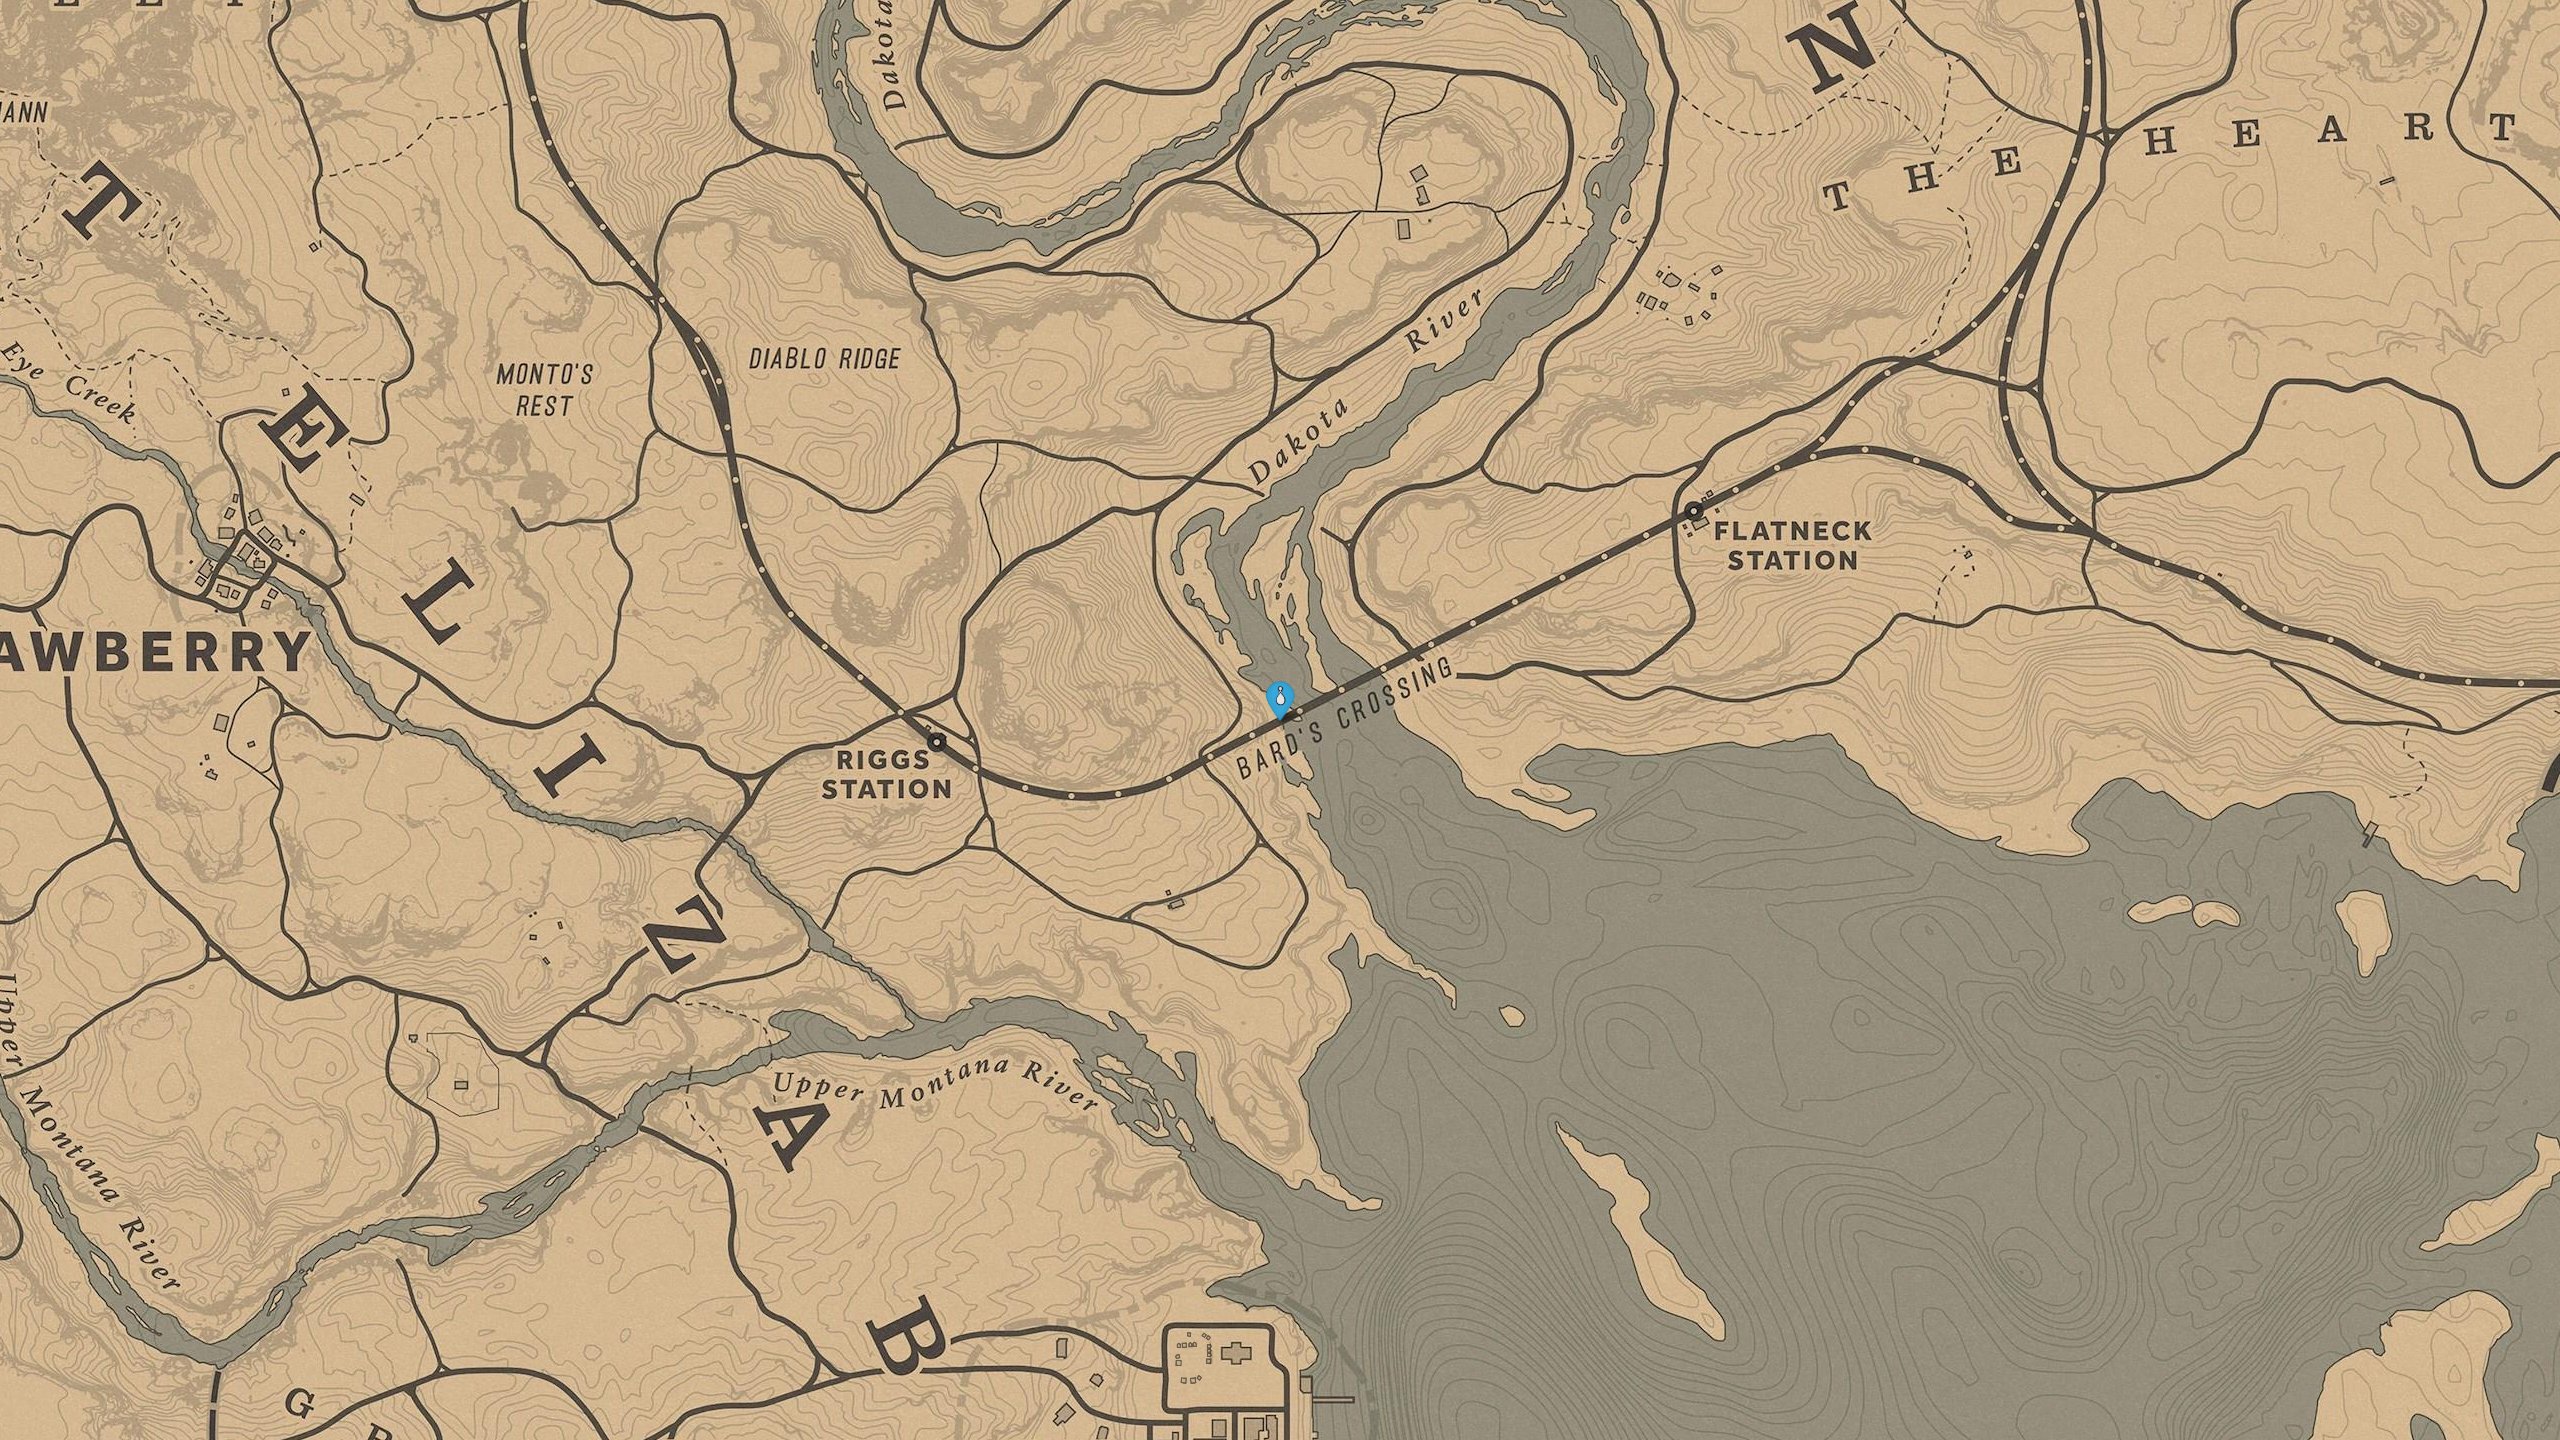 Dakota
N
MANN
THE HEART
T
River
Eye Creek
MONTO'S
REST
DIABLO RIDGE
E
Dakota
FLATNECK
STATION
L
AWBERRY
BARD'S CROSSING
I
RIGGS
STATION
Z
Upper
Montana River
Upper Montana River
A
B
G